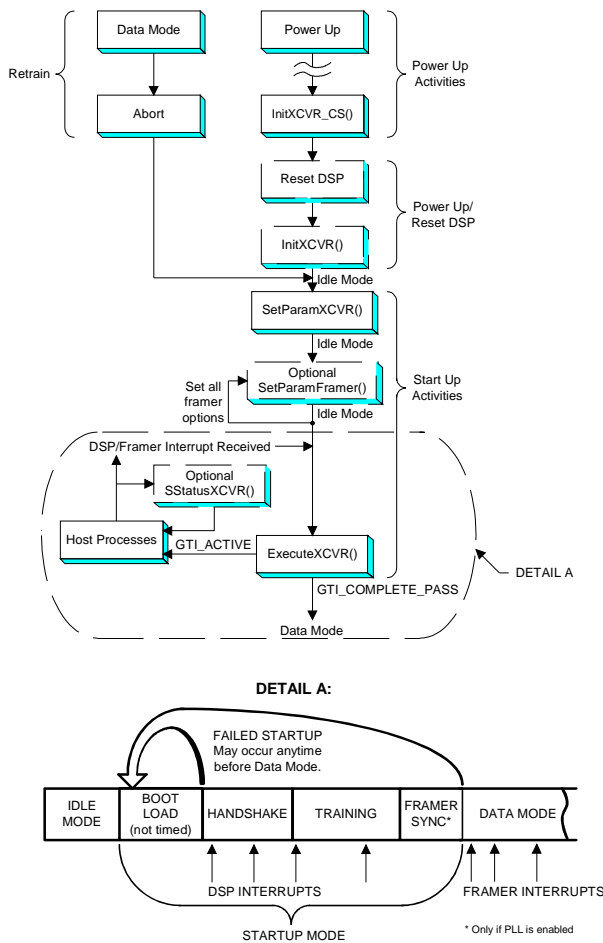 Data Mode
Power Up
Retrain
Power Up
Activities
Abort
InitXCVR_CS()
Reset DSP
Power Up/
Reset DSP
InitXCVR()
Idle Mode
SetParamXCVR()
Idle Mode
Optional
SetParamFramer()
Set all
framer
options
Start Up
Activities
Idle Mode
DSP/Framer Interrupt Received
Optional
SStatusXCVR()
Host Processes
GTI_ACTIVE
ExecuteXCVR()
DETAIL A
GTI_COMPLETE_PASS
Data Mode
DETAIL A:
FAILED STARTUP
May occur anytime
before Data Mode.
IDLE
MODE
BOOT
LOAD
(not timed)
HANDSHAKE
TRAINING
FRAMER
SYNC*
DATA MODE
DSP INTERRUPTS
FRAMER INTERRUPTS
STARTUP MODE
* Only if PLL is enabled